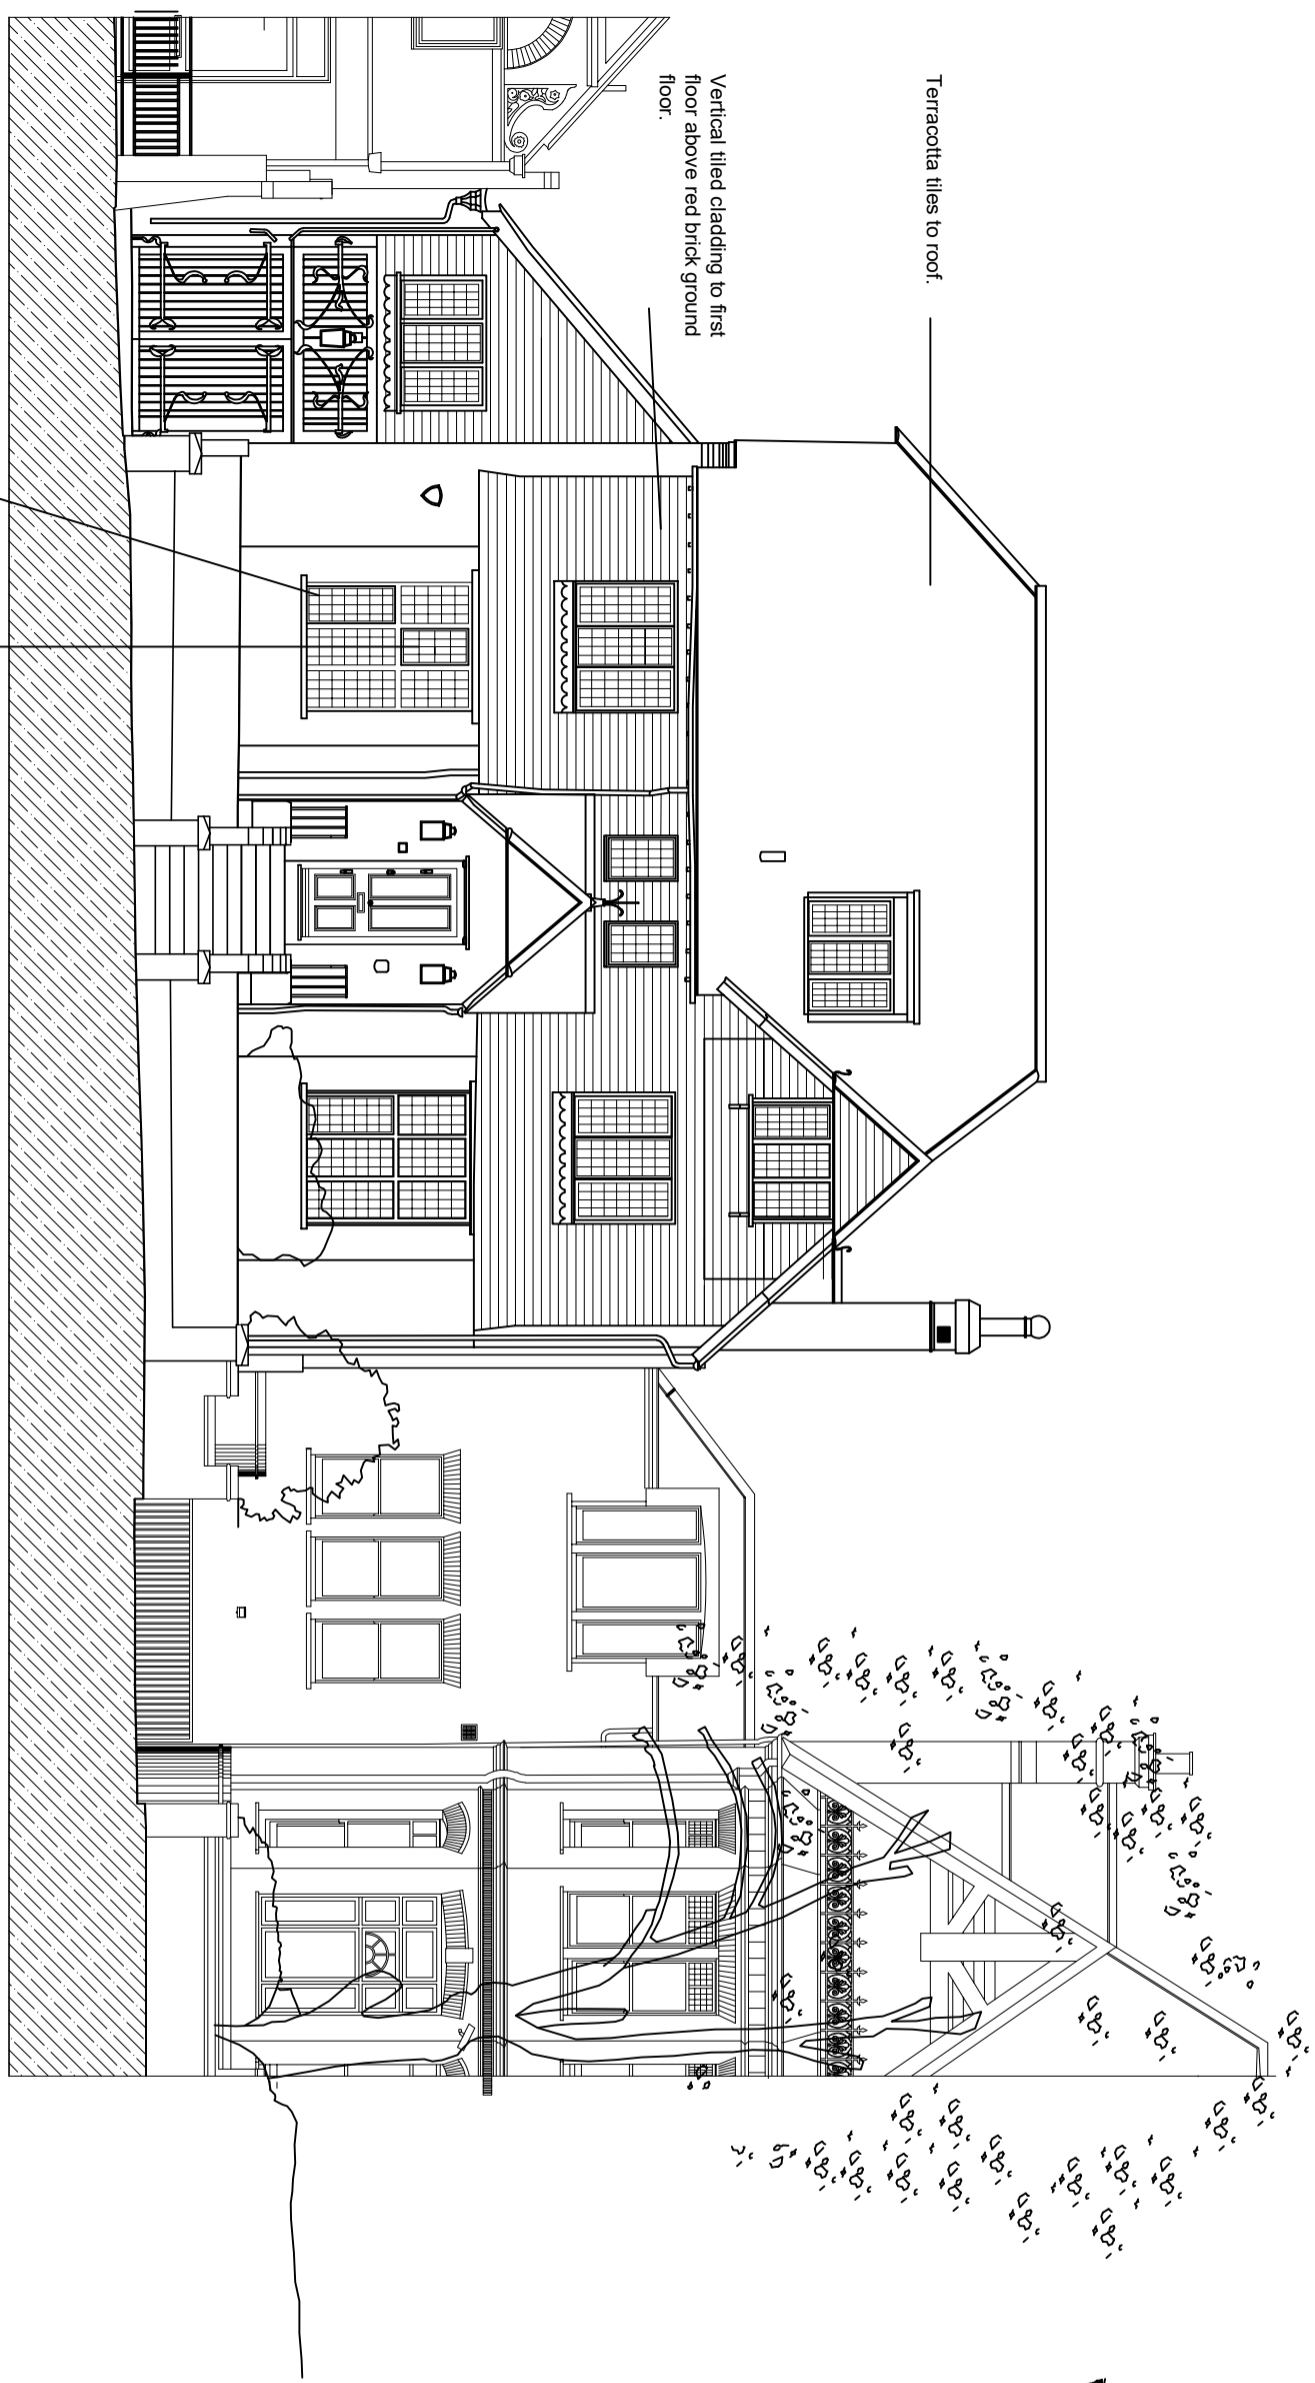 Terracotta tiles to roof.
Vertical tiled cladding to first
floor above red brick ground
floor.